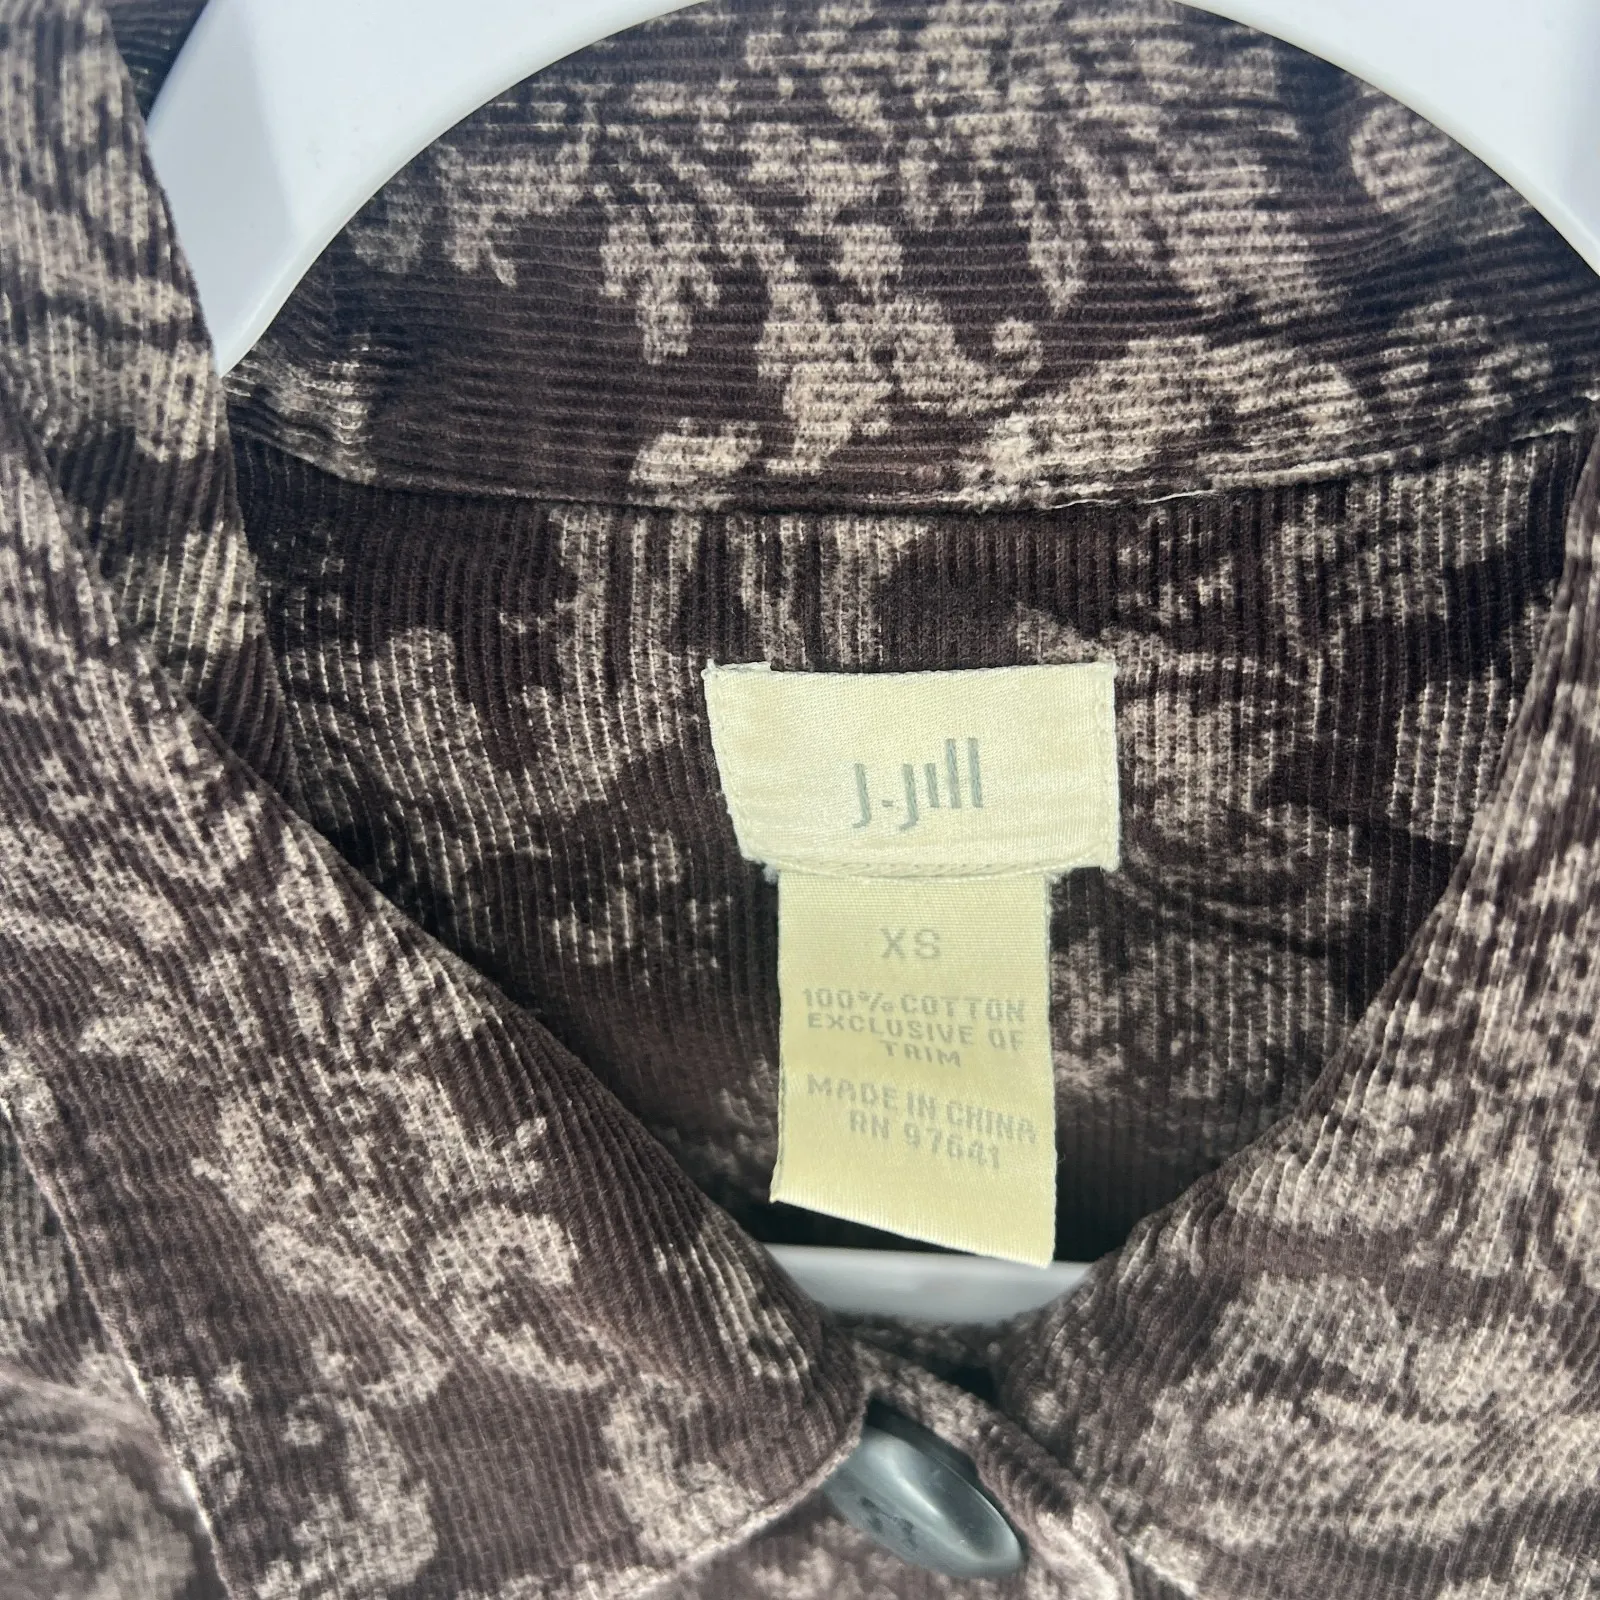 J.Jill
XS
100% COTTON
EXCLUSIVE OF
TRIM
MADE IN CHINA
RN 97641